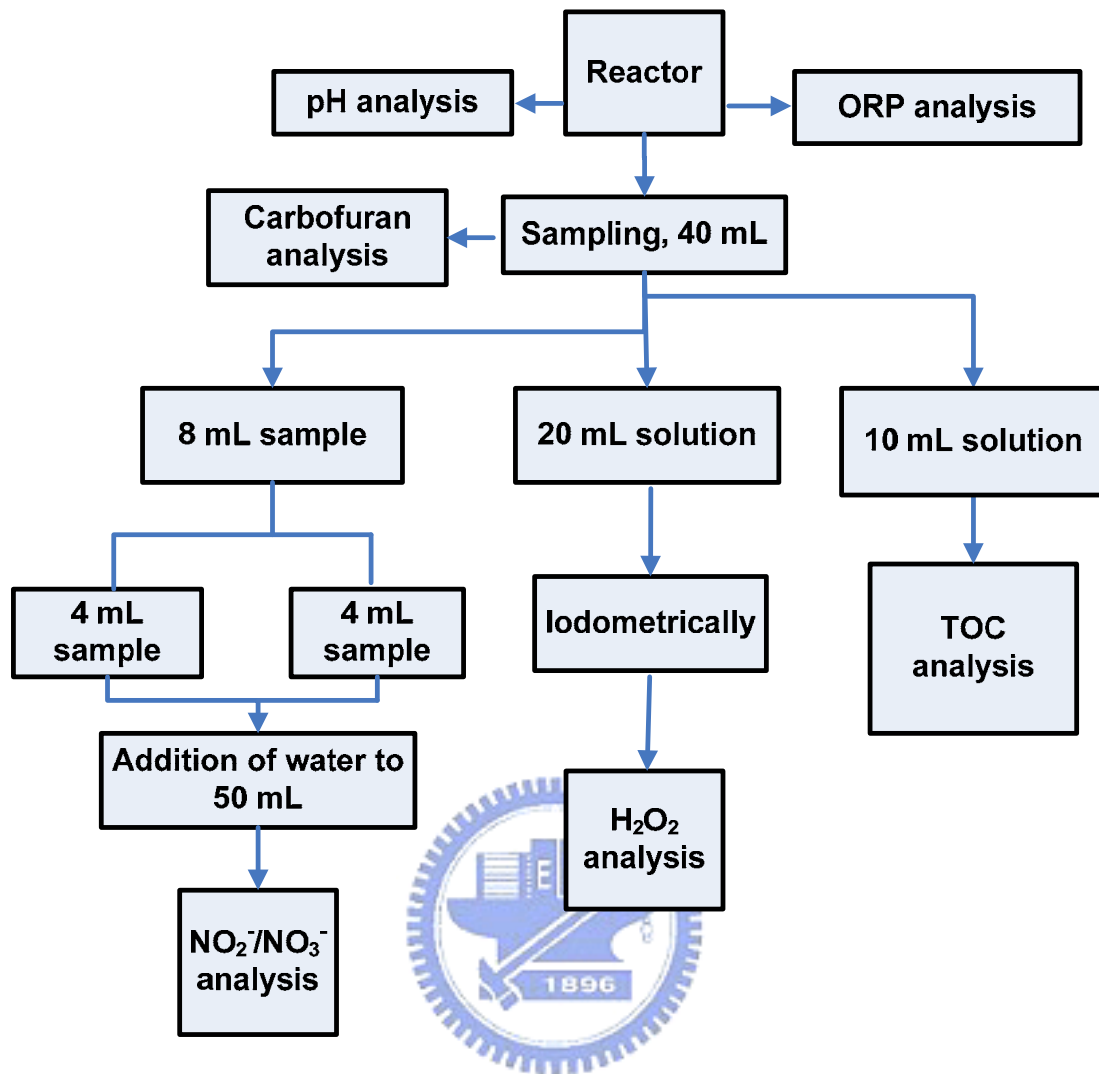 Reactor
pH analysis
ORP analysis
Carbofuran
analysis
Sampling, 40 mL
8 mL sample
20 mL solution
10 mL solution
4 mL
sample
4 mL
sample
Iodometrically
TOC
analysis
Addition of water to
50 mL
H₂O₂
analysis
NO₂⁻/NO₃⁻
analysis
E
1896